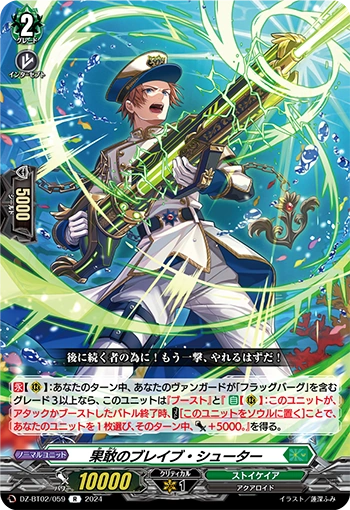 2
グレード
インターセプト
5000
シールド
後に続く者の為に!もう一撃、やれるはずだ!
永【R】:あなたのターン中、あなたのヴァンガードが「フラッグバーグ」を含む
グレード3以上なら、このユニットは『ブースト』と『自【R】:このユニットが、
アタックかブーストしたバトル終了時、【このユニットをソウルに置く】ことで、
あなたのユニットを1枚選び、そのターン中、+5000。』を得る。
ノーマルユニット
果敢のブレイブ・シューター
パワー
10000
クリティカル
1
ストイケイア
アクアロイド
DZ-BT02/059 R 2024
イラスト/蓮深ふみ